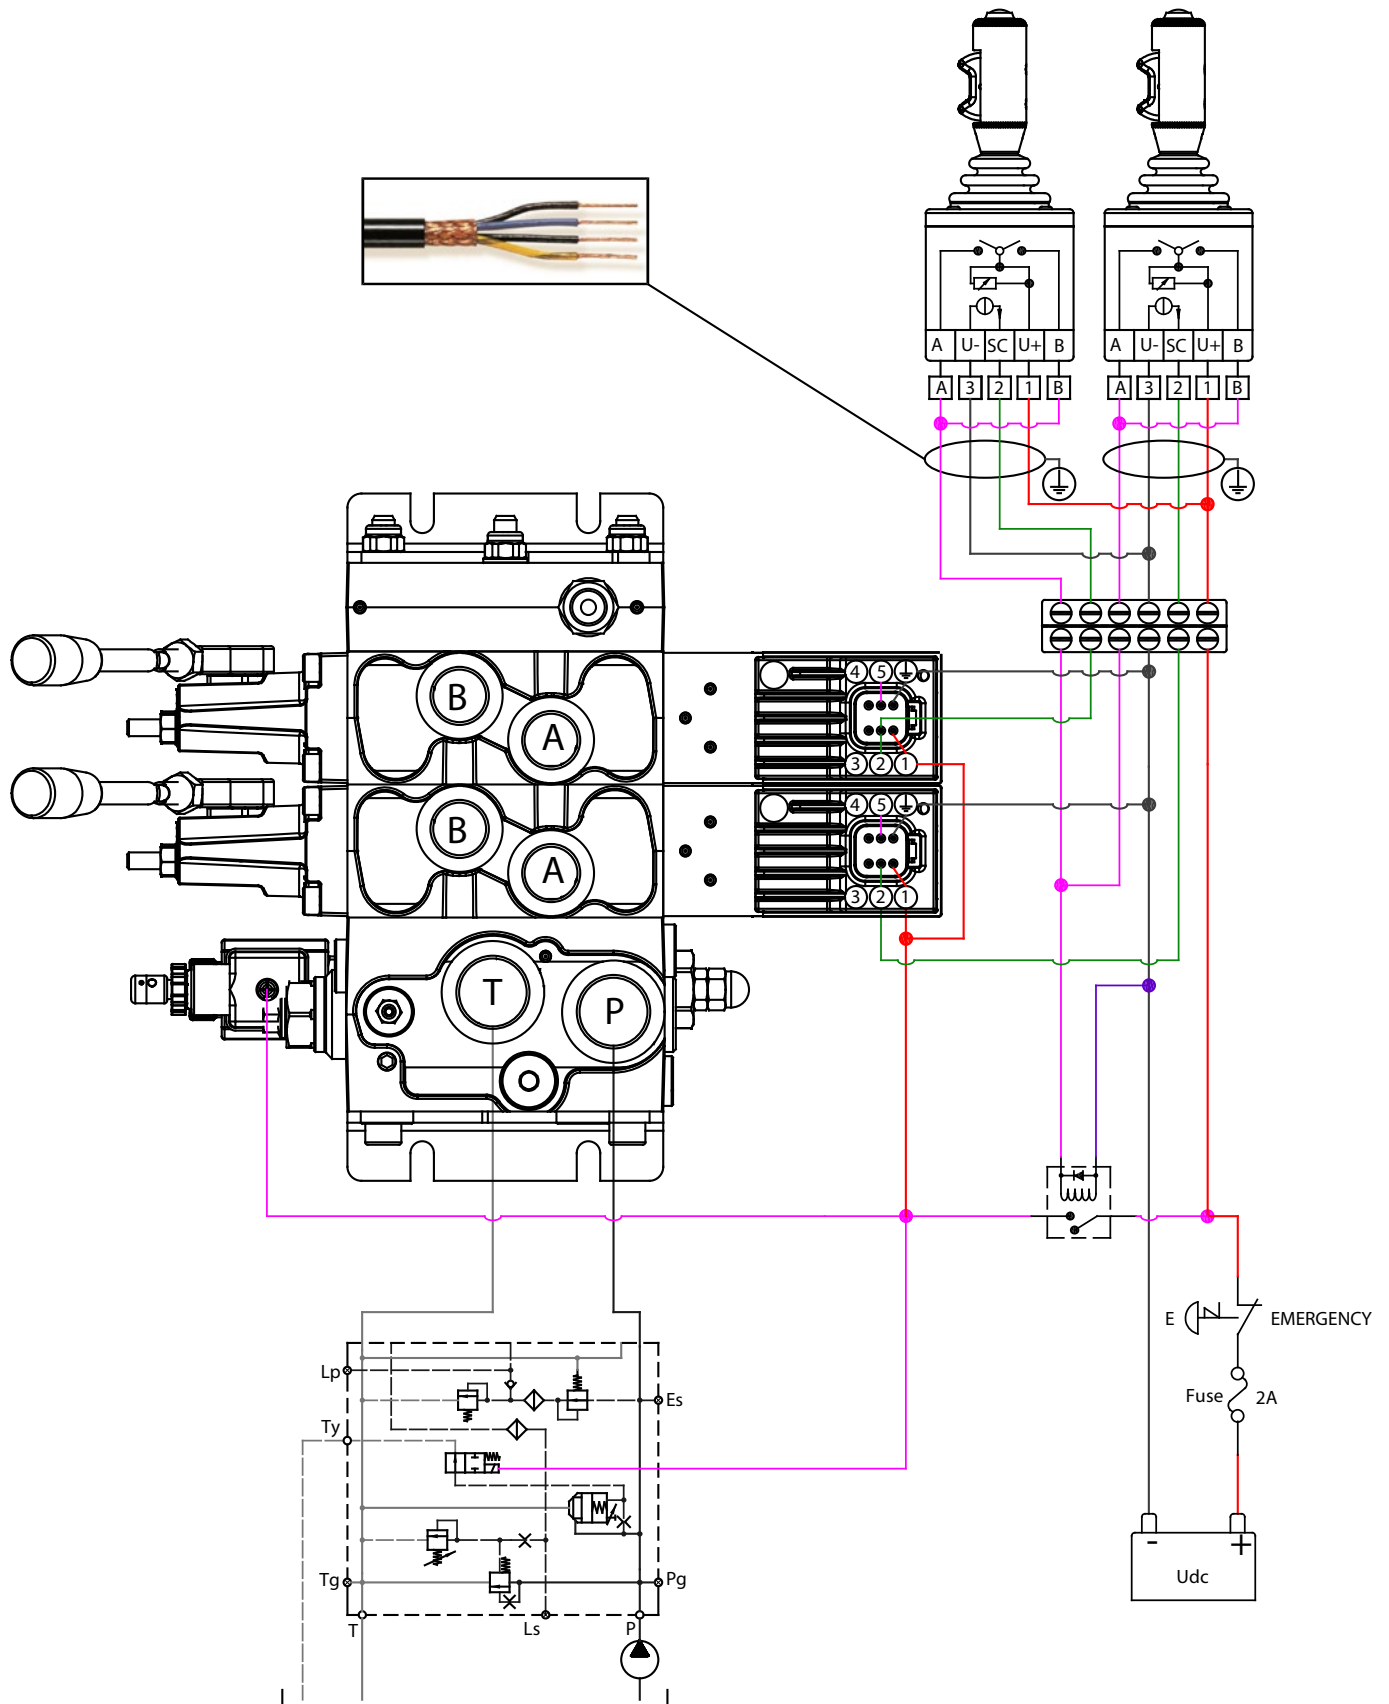 A U- SC U+ B A U- SC U+ B
A 3 2 1 B A 3 2 1 B
B 4 5
A
3 2 1
B 4 5
A
3 2 1
T P
E EMERGENCY
Lp
Fuse 2A
Es
Ty
- +
Udc
Tg Pg
T Ls P